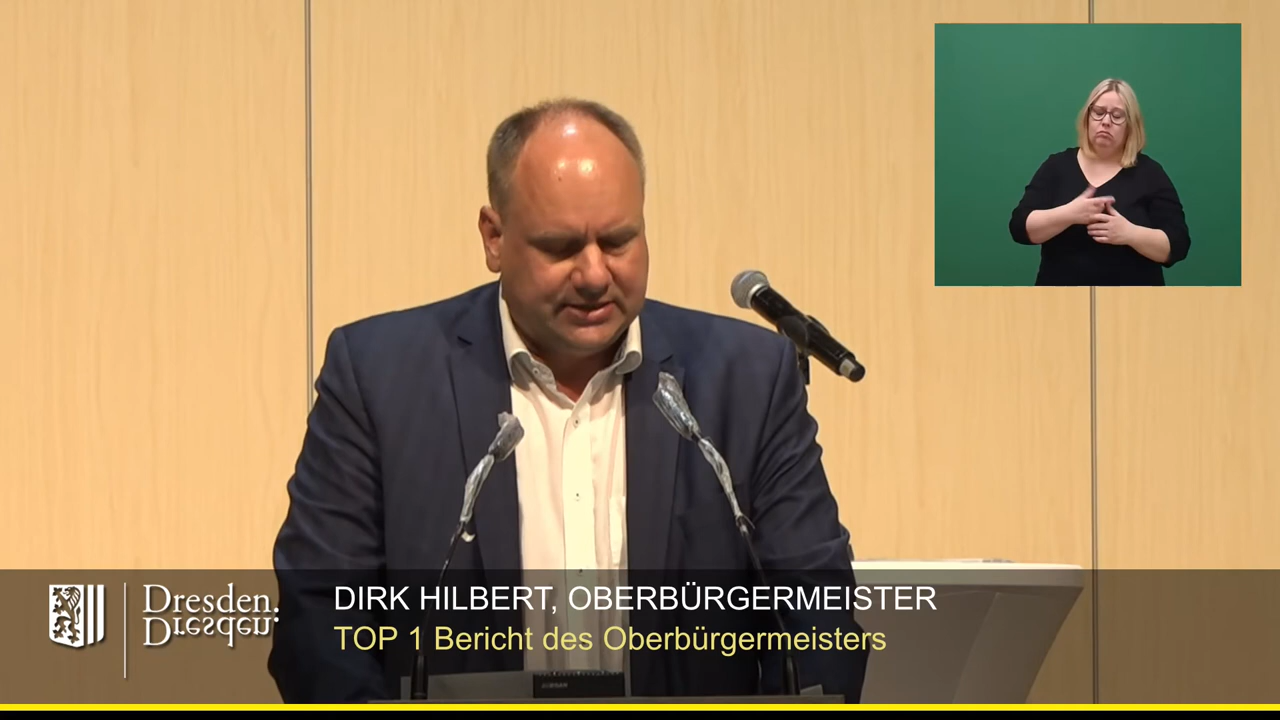 Dresden.
DIRK HILBERT, OBERBÜRGERMEISTER
TOP 1 Bericht des Oberbürgermeisters